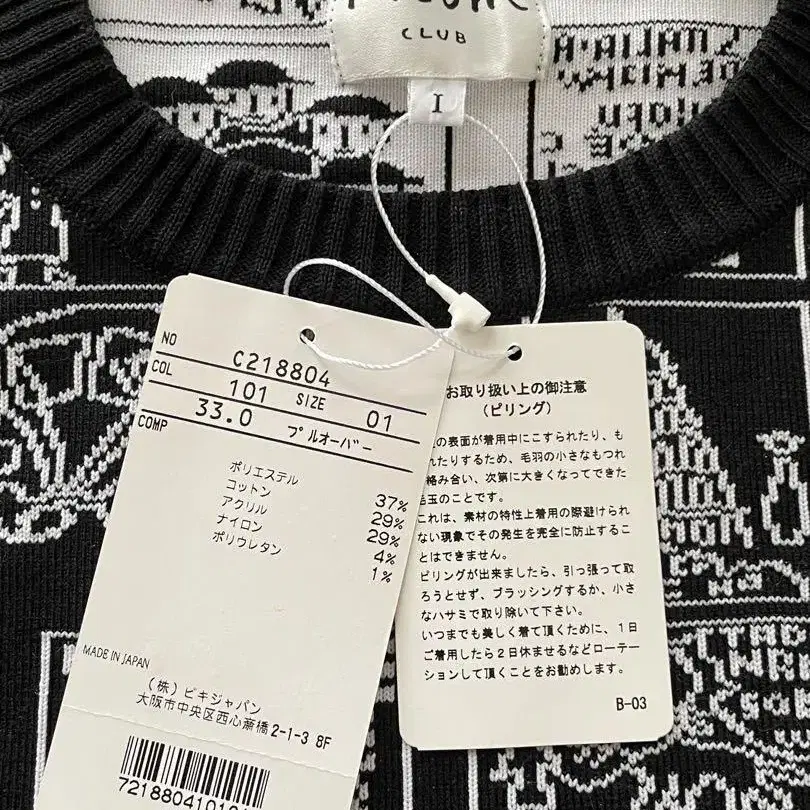 CLUB
I
NO C218804
COL 101 SIZE 01
33.0 プルオーバー
COMP
ポリエステル 37%
コットン 29%
アクリル 29%
ナイロン 4%
ポリウレタン 1%
MADE IN JAPAN
(株)ビキジャパン
大阪市中央区西心斎橋2-1-3 8F
お取り扱い上の御注意
(ピリング)
の表面が着用中にこすられたり、も
れたりするため、毛羽の小さなもつれ
絡み合い、次第に大きくなってできた
毛玉のことです。
これは、素材の特性上着用の際避けられ
ない現象でその発生を完全に防止するこ
とはできません。
ピリングが出来ましたら、引っ張って取
ろうとせず、ブラッシングするか、小さ
なハサミで取り除いて下さい。
いつまでも美しく着て頂くために、1日
ご着用したら2日休ませるなどローテー
ションして頂くことをお勧めします。
B-03